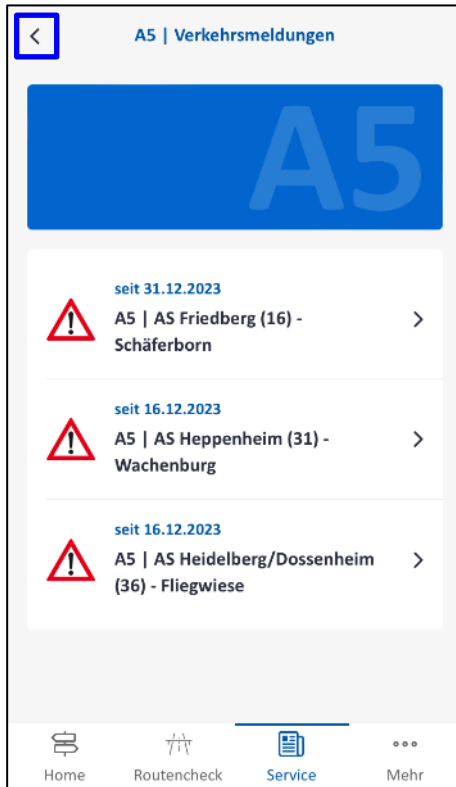 A5 | Verkehrsmeldungen
A5
seit 31.12.2023
A5 | AS Friedberg (16) -
Schäferborn
seit 16.12.2023
A5 | AS Heppenheim (31) -
Wachenburg
seit 16.12.2023
A5 | AS Heidelberg/Dossenheim
(36) - Fliegwiese
Home Routencheck Service Mehr